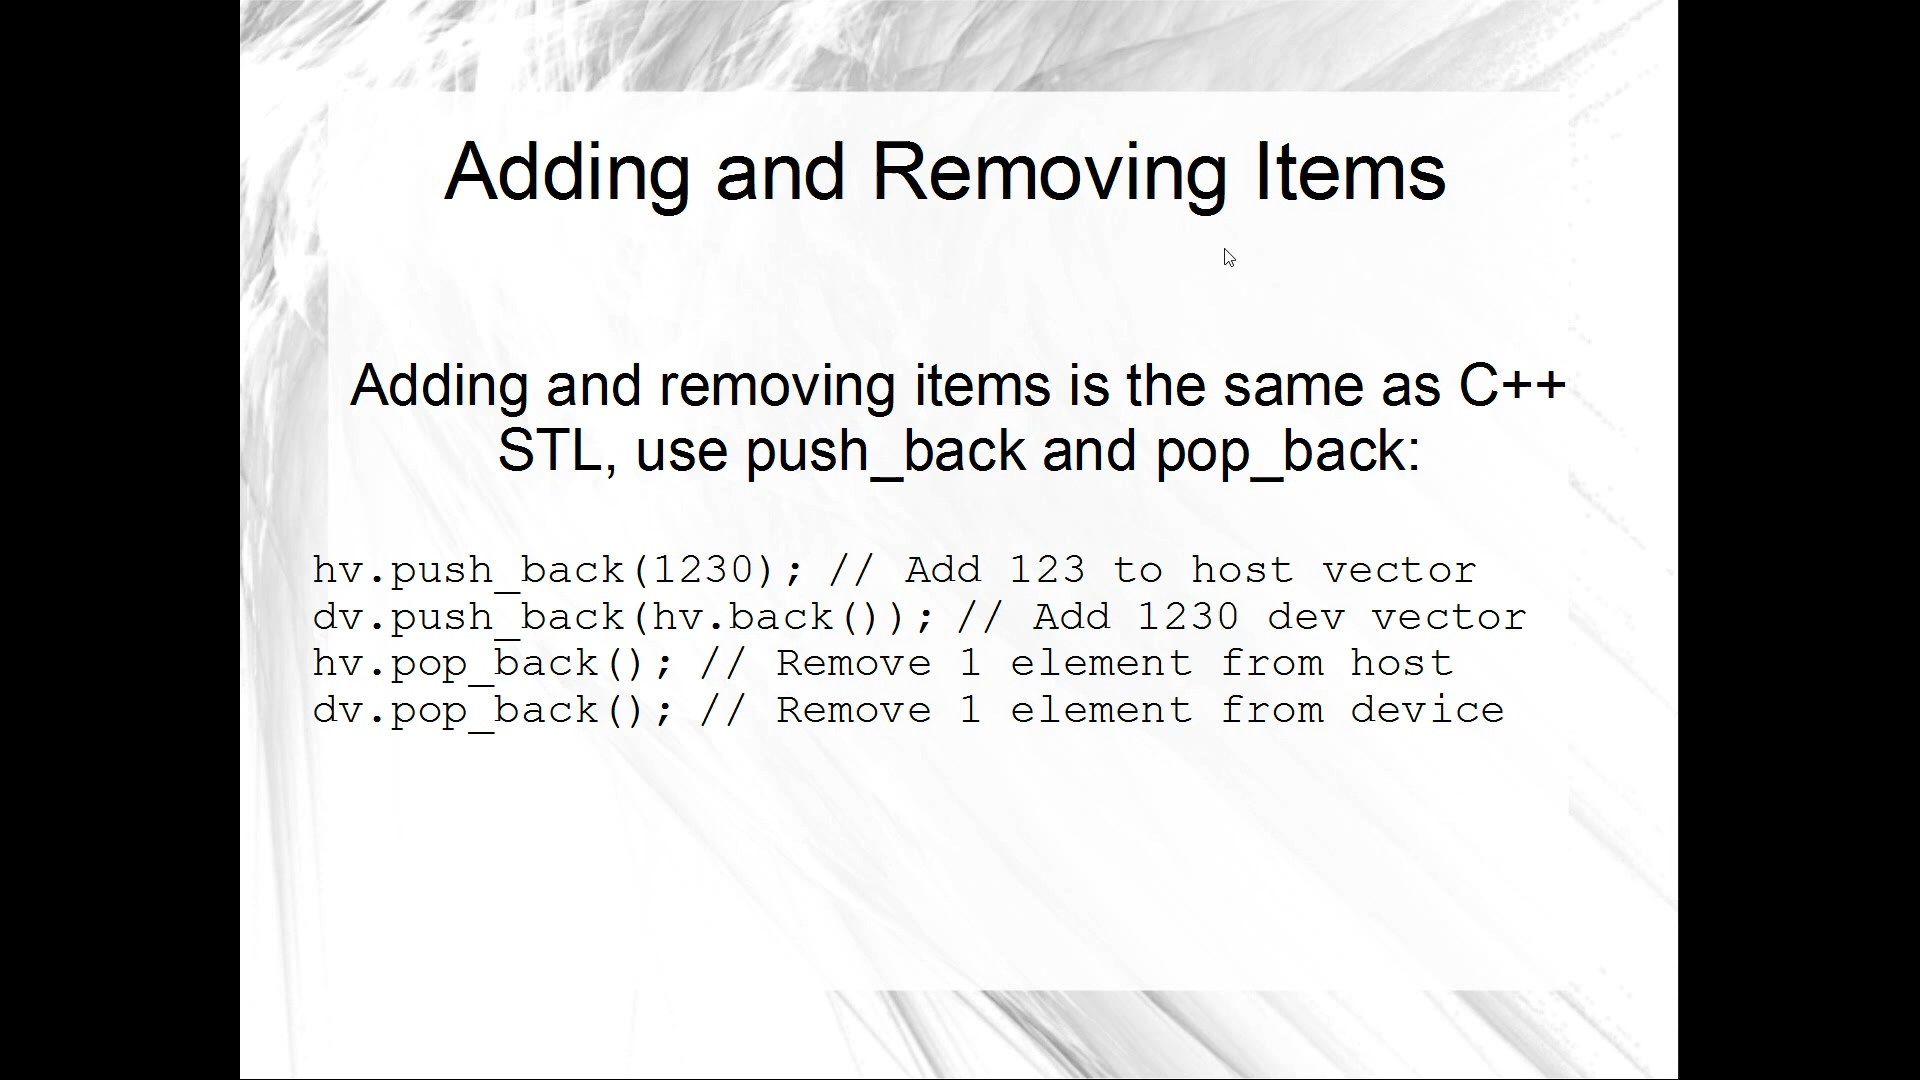 Adding and Removing Items
Adding and removing items is the same as C++
STL, use push_back and pop_back:
hv.push_back(1230); // Add 123 to host vector
dv.push_back(hv.back()); // Add 1230 dev vector
hv.pop_back(); // Remove 1 element from host
dv.pop_back(); // Remove 1 element from device